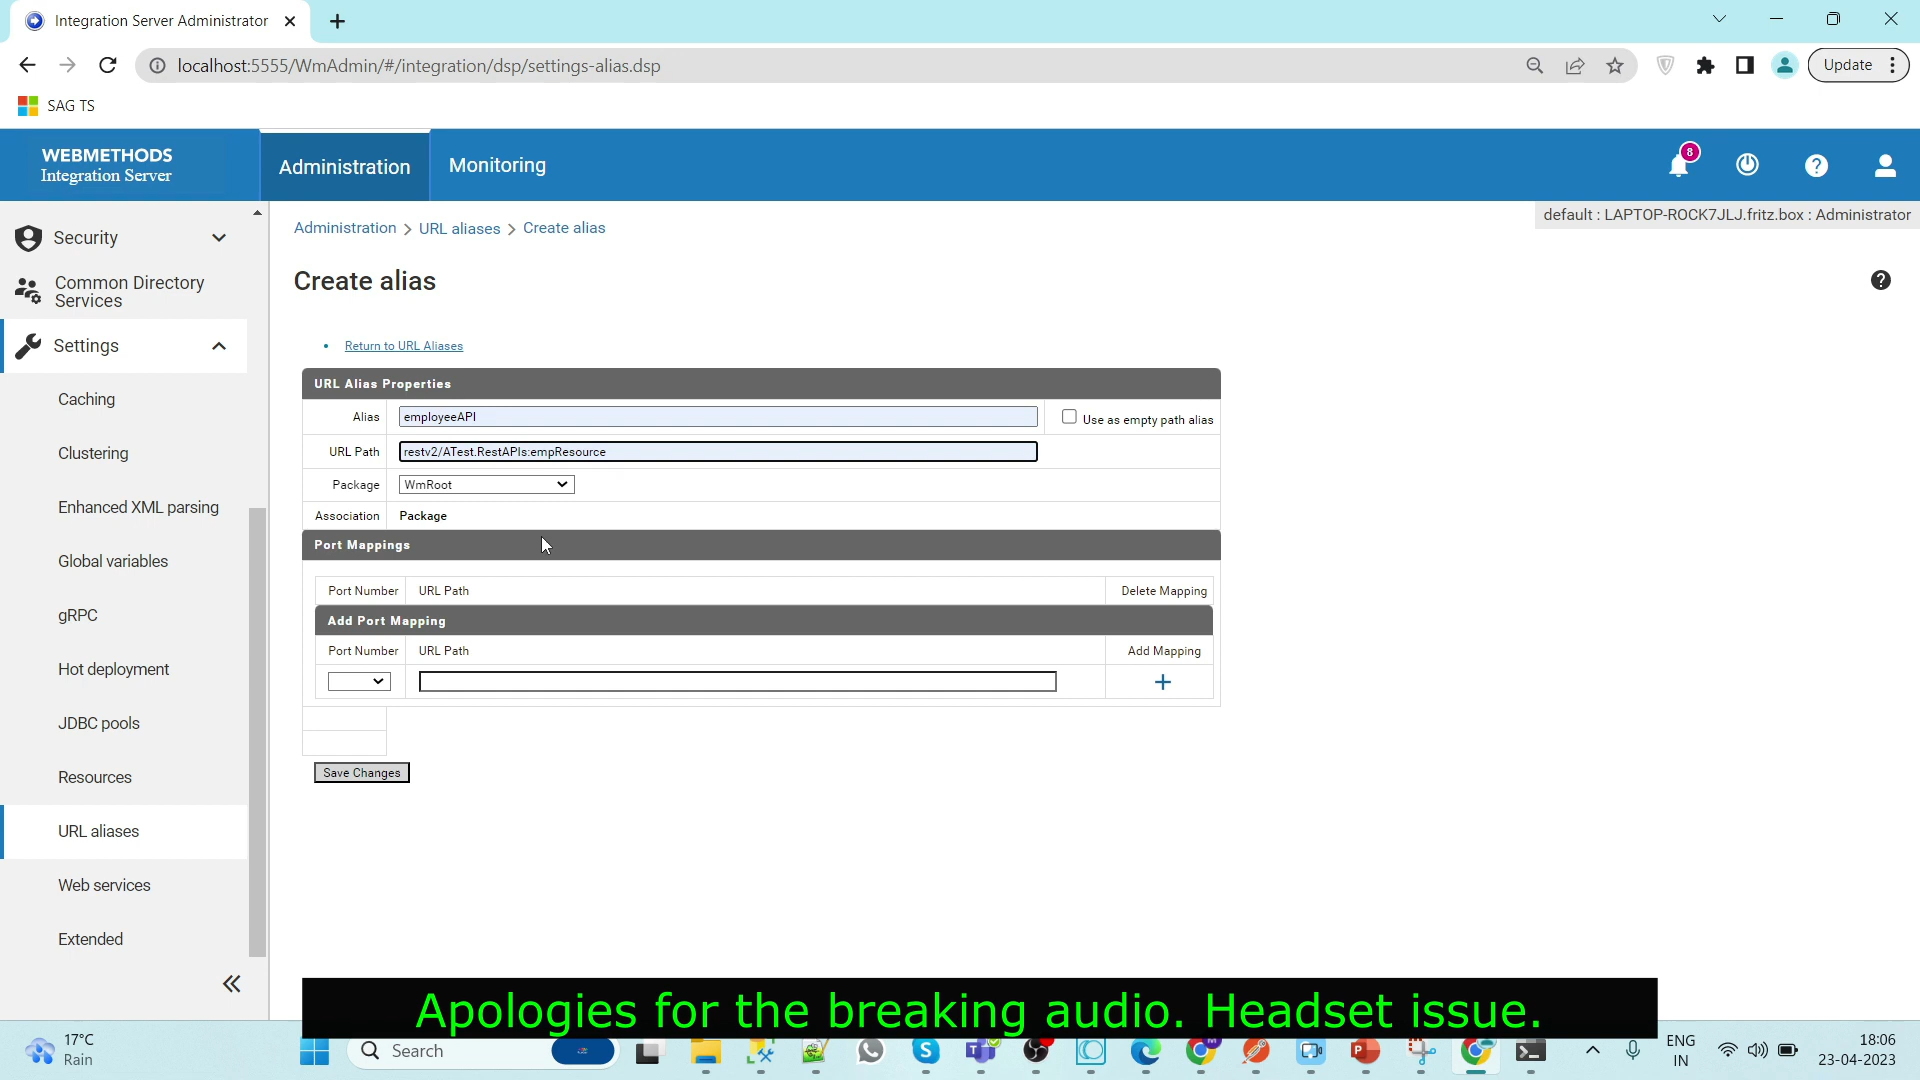 Integration Server Administrator
localhost:5555/WmAdmin/#/integration/dsp/settings-alias.dsp
Update
SAG TS
WEBMETHODS
Integration Server
Administration
Monitoring
8
default : LAPTOP-ROCK7JLJ.fritz.box : Administrator
Security
Common Directory
Services
Settings
Caching
Clustering
Enhanced XML parsing
Global variables
gRPC
Hot deployment
JDBC pools
Resources
URL aliases
Web services
Extended
Administration > URL aliases > Create alias
Create alias
Return to URL Aliases
URL Alias Properties
Alias employeeAPI Use as empty path alias
URL Path restv2/ATest.RestAPIs:empResource
Package WmRoot
Association Package
Port Mappings
Port Number URL Path Delete Mapping
Add Port Mapping
Port Number URL Path Add Mapping
Save Changes
Apologies for the breaking audio. Headset issue.
17°C
Rain
Search
ENG
IN
18:06
23-04-2023